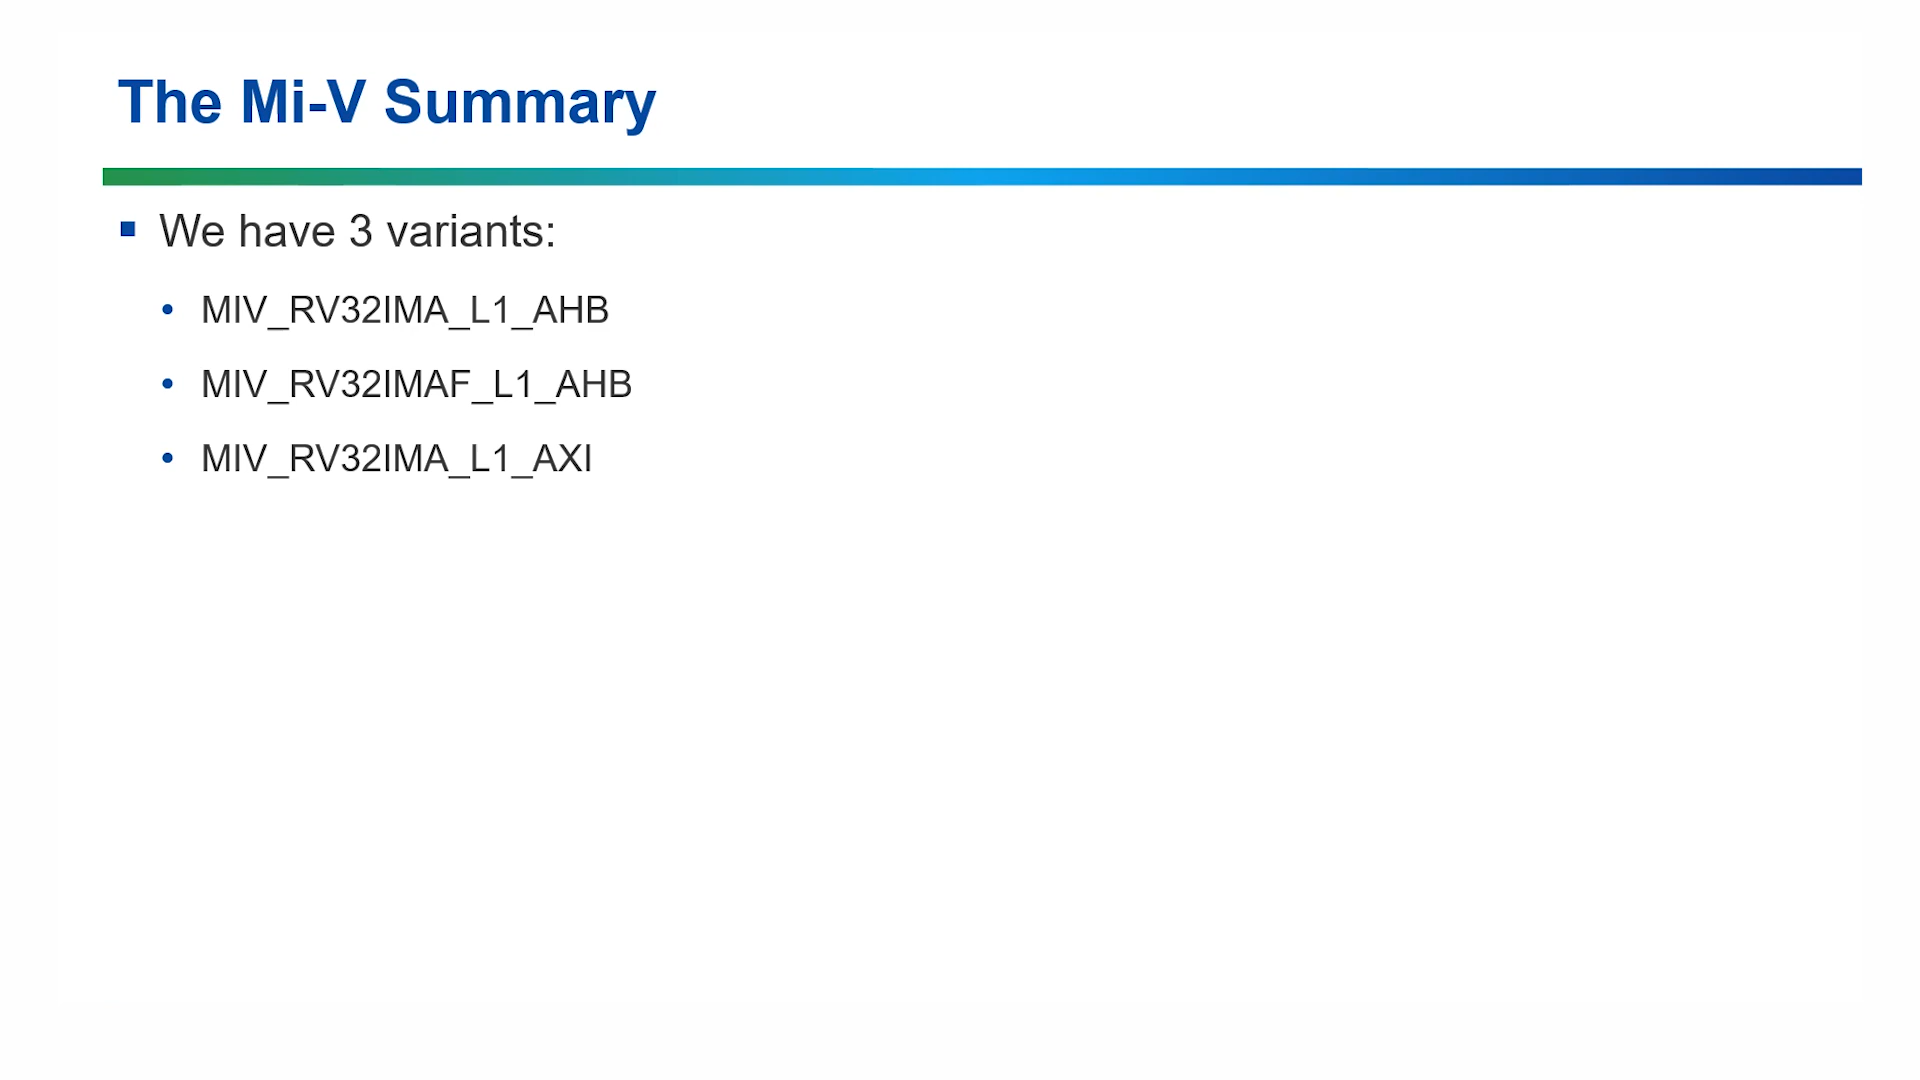 The Mi-V Summary
We have 3 variants:
MIV_RV32IMA_L1_AHB
MIV_RV32IMAF_L1_AHB
MIV_RV32IMA_L1_AXI